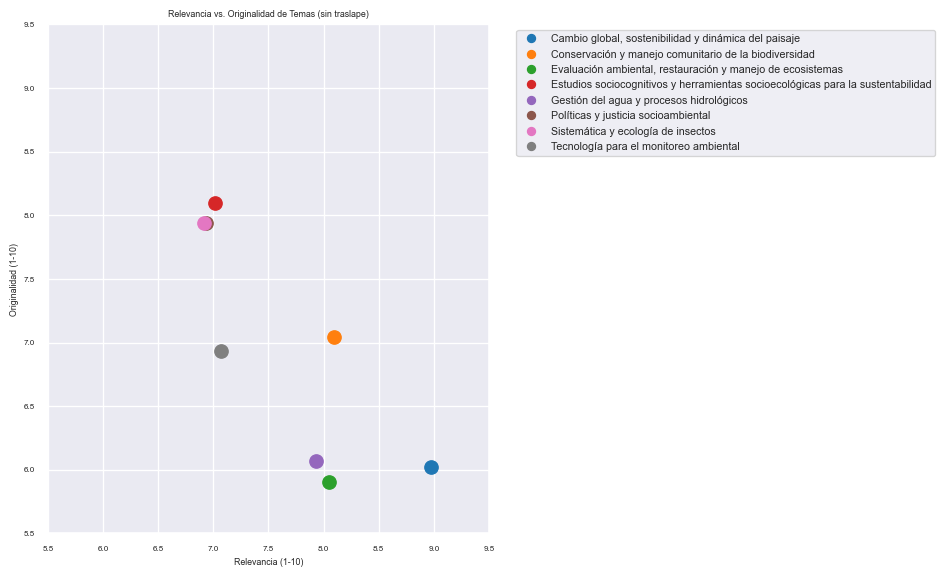 Relevancia vs. Originalidad de Temas (sin traslape)
Originalidad (1-10)
9.5
9.0
8.5
8.0
7.5
7.0
6.5
6.0
5.5
5.5 6.0 6.5 7.0 7.5 8.0 8.5 9.0 9.5
Relevancia (1-10)
Cambio global, sostenibilidad y dinámica del paisaje
Conservación y manejo comunitario de la biodiversidad
Evaluación ambiental, restauración y manejo de ecosistemas
Estudios sociocognitivos y herramientas socioecológicas para la sustentabilidad
Gestión del agua y procesos hidrológicos
Políticas y justicia socioambiental
Sistemática y ecología de insectos
Tecnología para el monitoreo ambiental